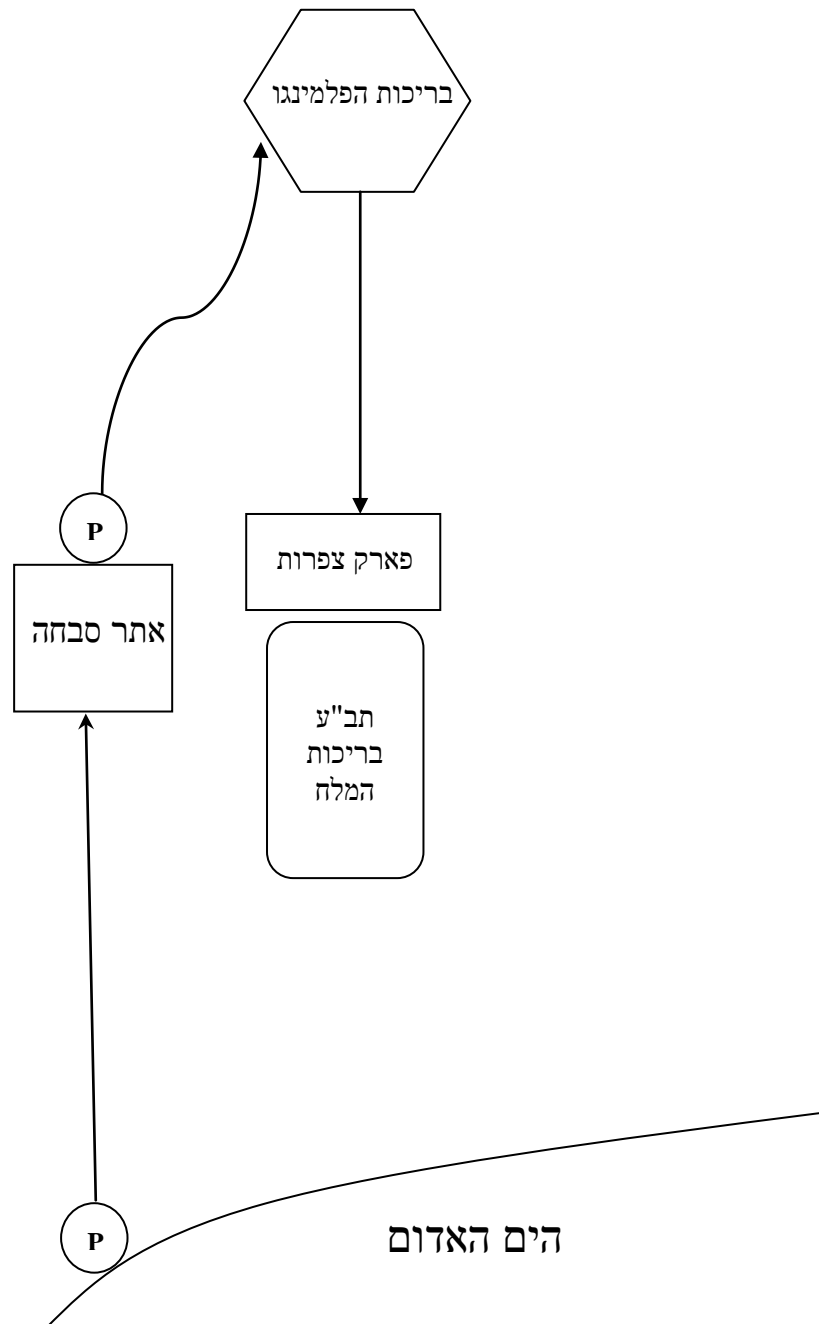 בריכות הפלמינגו
P
פארק צפרות
אתר סבחה
תב"ע
בריכות
המלח
P
הים האדום